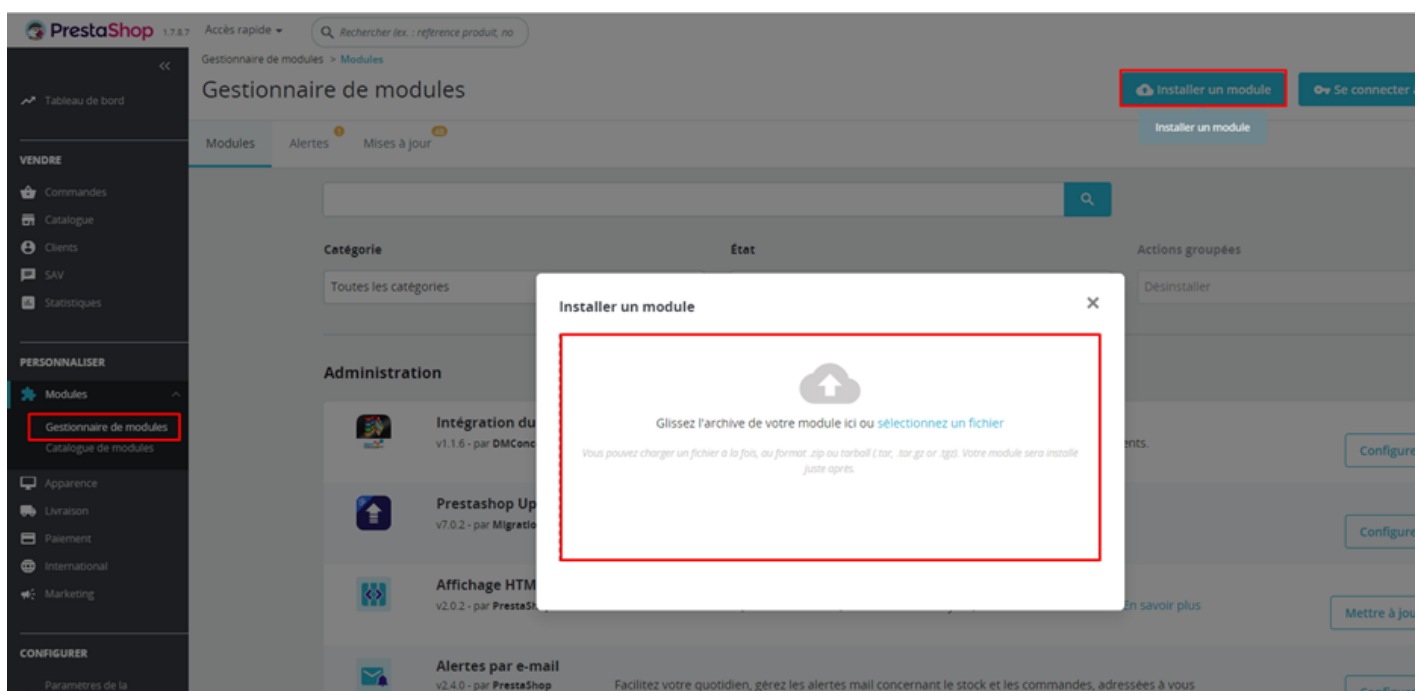 PrestaShop 1.7.8.7 Accès rapide
Rechercher (ex. : référence produit, no
Gestionnaire de modules > Modules
Gestionnaire de modules
Installer un module
Se connecter
Installer un module
Modules Alertes 1 Mises à jour
Tableau de bord
VENDRE
Commandes
Catalogue
Clients
SAV
Statistiques
PERSONNALISER
Modules
Gestionnaire de modules
Catalogue de modules
Apparence
Livraison
Paiement
International
Marketing
CONFIGURER
Paramètres de la
Catégorie
État
Actions groupées
Toutes les catégories
Désinstaller
Installer un module
Glissez l'archive de votre module ici ou sélectionnez un fichier
Vous pouvez charger un fichier à la fois, au format .zip ou tarball (.tar, .tar.gz or .tgz). Votre module sera installé
juste après.
Administration
Intégration du
v1.1.6 - par DMConc
ents.
Configure
Prestashop Up
v7.0.2 - par Migratio
Configure
Affichage HTM
v2.0.2 - par PrestaSh
En savoir plus
Mettre à jou
Alertes par e-mail
v2.4.0 - par PrestaShop
Facilitez votre quotidien, gérez les alertes mail concernant le stock et les commandes, adressées à vous
Configure